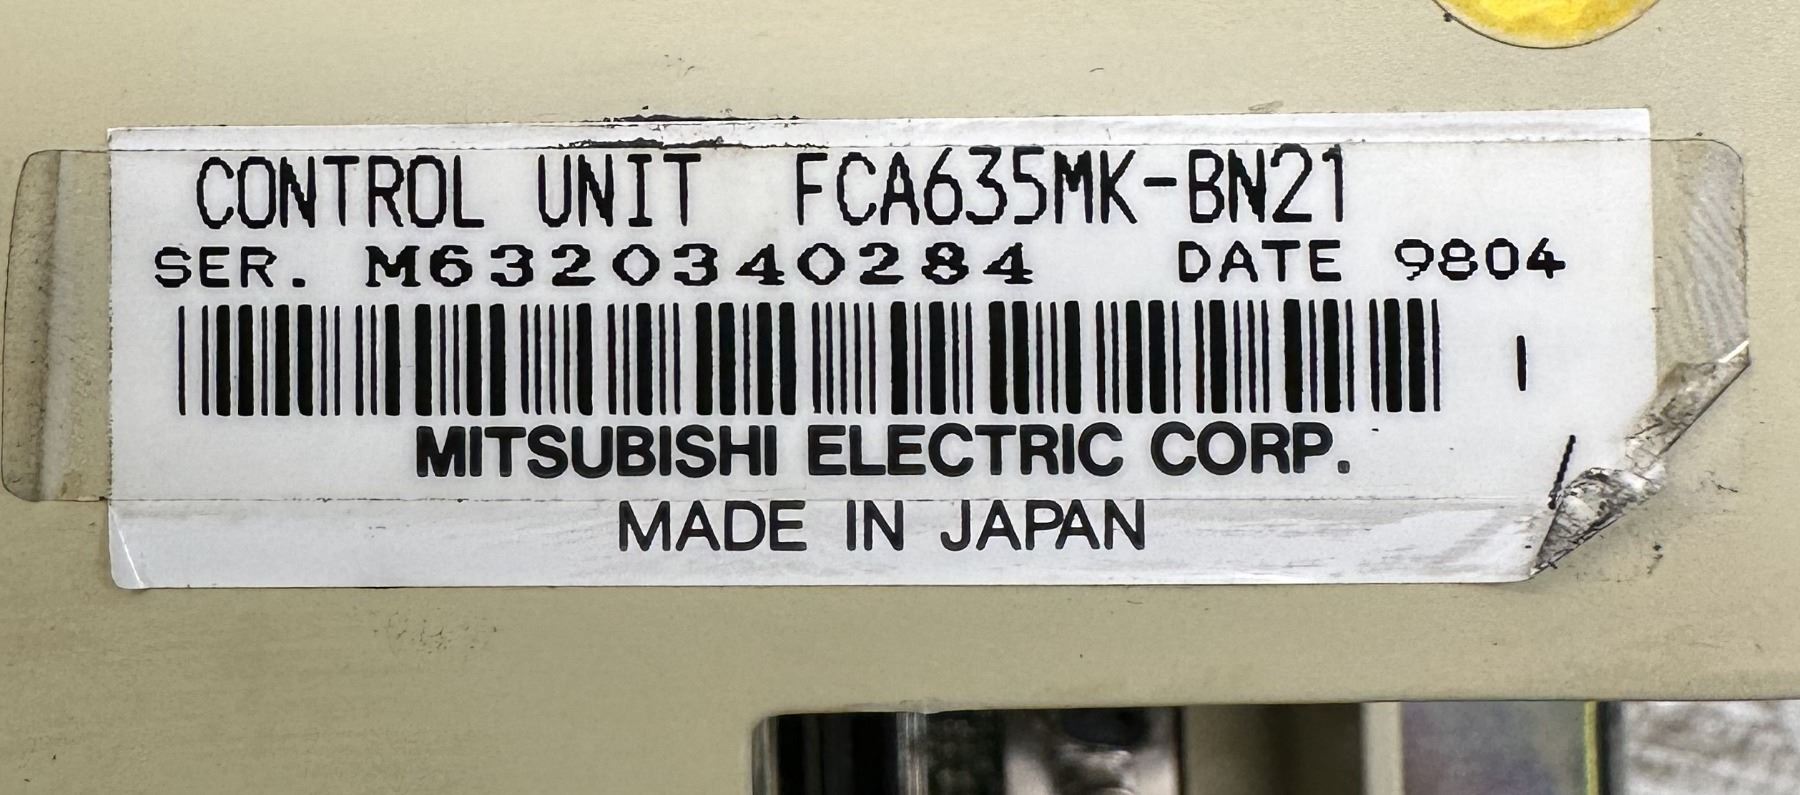 CONTROL UNIT FCA635MK-BN21
SER. M6320340284 DATE 9804
MITSUBISHI ELECTRIC CORP.
MADE IN JAPAN